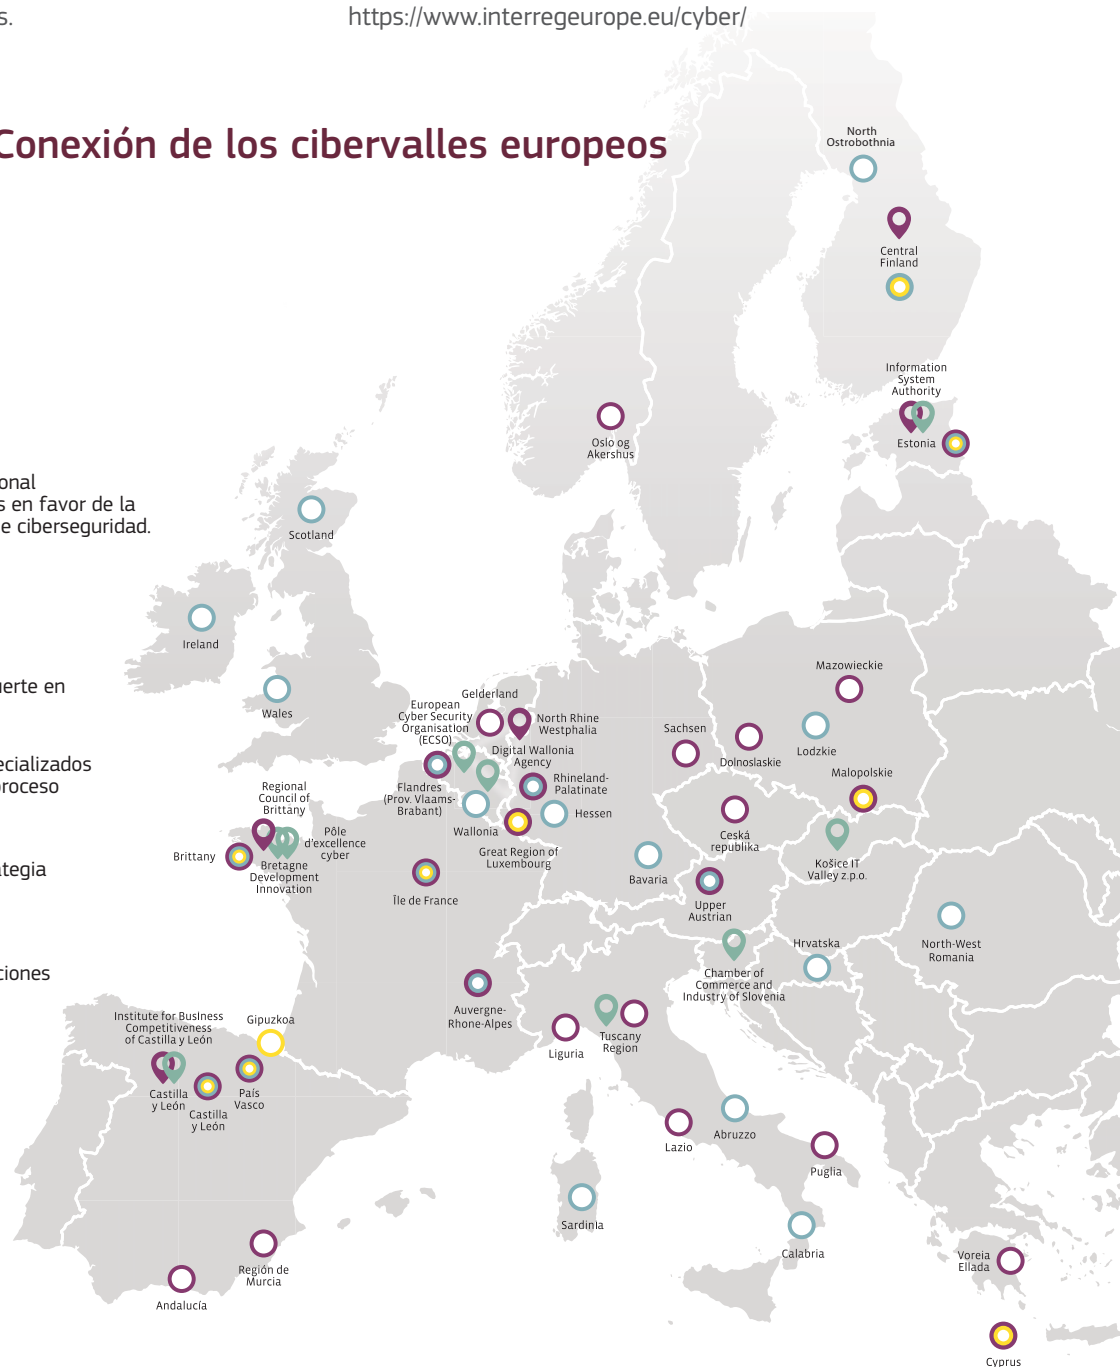 s.
https://www.interregeurope.eu/cyber/
Conexión de los cibervalles europeos
North
Ostrobothnia
Central
Finland
Information
System
Authority
Estonia
Oslo og
Akershus
onal
s en favor de la
e ciberseguridad.
Scotland
Ireland
Wales
uerte en
ecializados
proceso
ategia
ciones
Mazowieckie
Lodzkie
Sachsen
Dolnoslaskie
Malopolskie
Gelderland
European
Cyber Security
Organisation
(ECSO)
North Rhine
Westphalia
Digital Wallonia
Agency
Flandres
(Prov. Vlaams-
Brabant)
Rhineland-
Palatinate
Hessen
Wallonia
Great Region of
Luxembourg
Regional
Council of
Brittany
Pôle
d'excellence
cyber
Brittany
Bretagne
Development
Innovation
Île de France
Ceská
republika
Košice IT
Valley z.p.o.
Bavaria
Upper
Austrian
North-West
Romania
Hrvatska
Chamber of
Commerce and
Industry of Slovenia
Auvergne-
Rhone-Alpes
Tuscany
Region
Liguria
Institute for Business
Competitiveness
of Castilla y León
Gipuzkoa
Castilla
y León
Castilla
y León
País
Vasco
Lazio
Abruzzo
Puglia
Sardinia
Calabria
Región de
Murcia
Andalucía
Voreia
Ellada
Cyprus